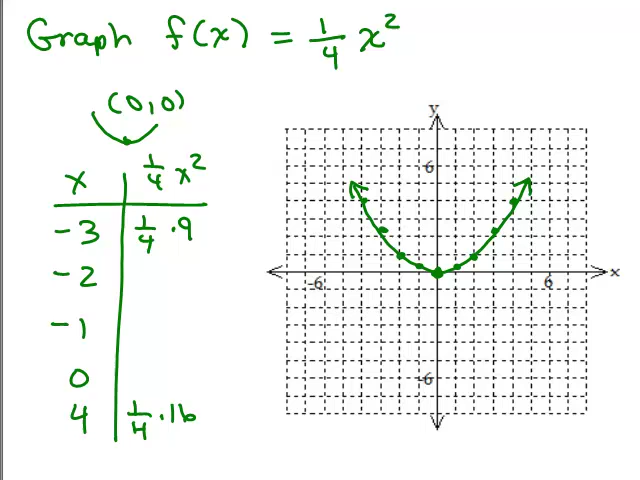 Graph f(x) = 1/4 x²
(0,0)
x 1/4 x²
-3 1/4 · 9
-2
-1
0
4 1/4 · 16
y
6
-6 6 x
-6